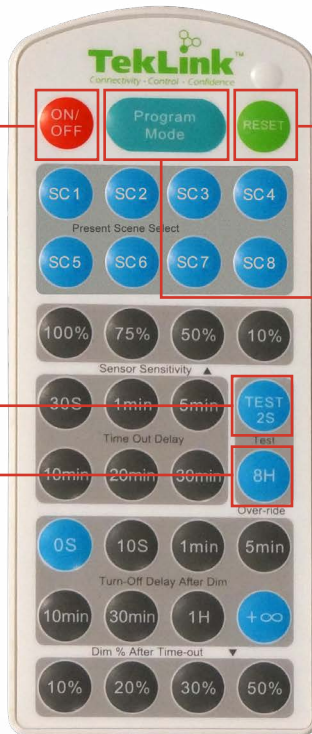 TekLink™
Connectivity - Control - Confidence
ON/
OFF
Program
Mode
RESET
SC1 SC2 SC3 SC4
Present Scene Select
SC5 SC6 SC7 SC8
100% 75% 50% 10%
Sensor Sensitivity ▲
30S 1min 5min TEST
2S
Time Out Delay Test
10min 20min 30min 8H
Over-ride
0S 10S 1min 5min
Turn-Off Delay After Dim
10min 30min 1H +∞
Dim % After Time-out ▼
10% 20% 30% 50%